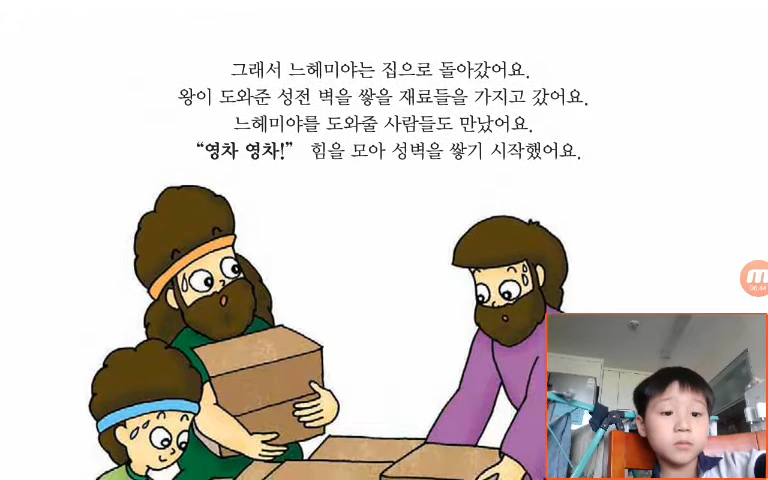 그래서 느헤미야는 집으로 돌아갔어요.
왕이 도와준 성전 벽을 쌓을 재료들을 가지고 갔어요.
느헤미야를 도와줄 사람들도 만났어요.
“영차 영차!” 힘을 모아 성벽을 쌓기 시작했어요.
06:44